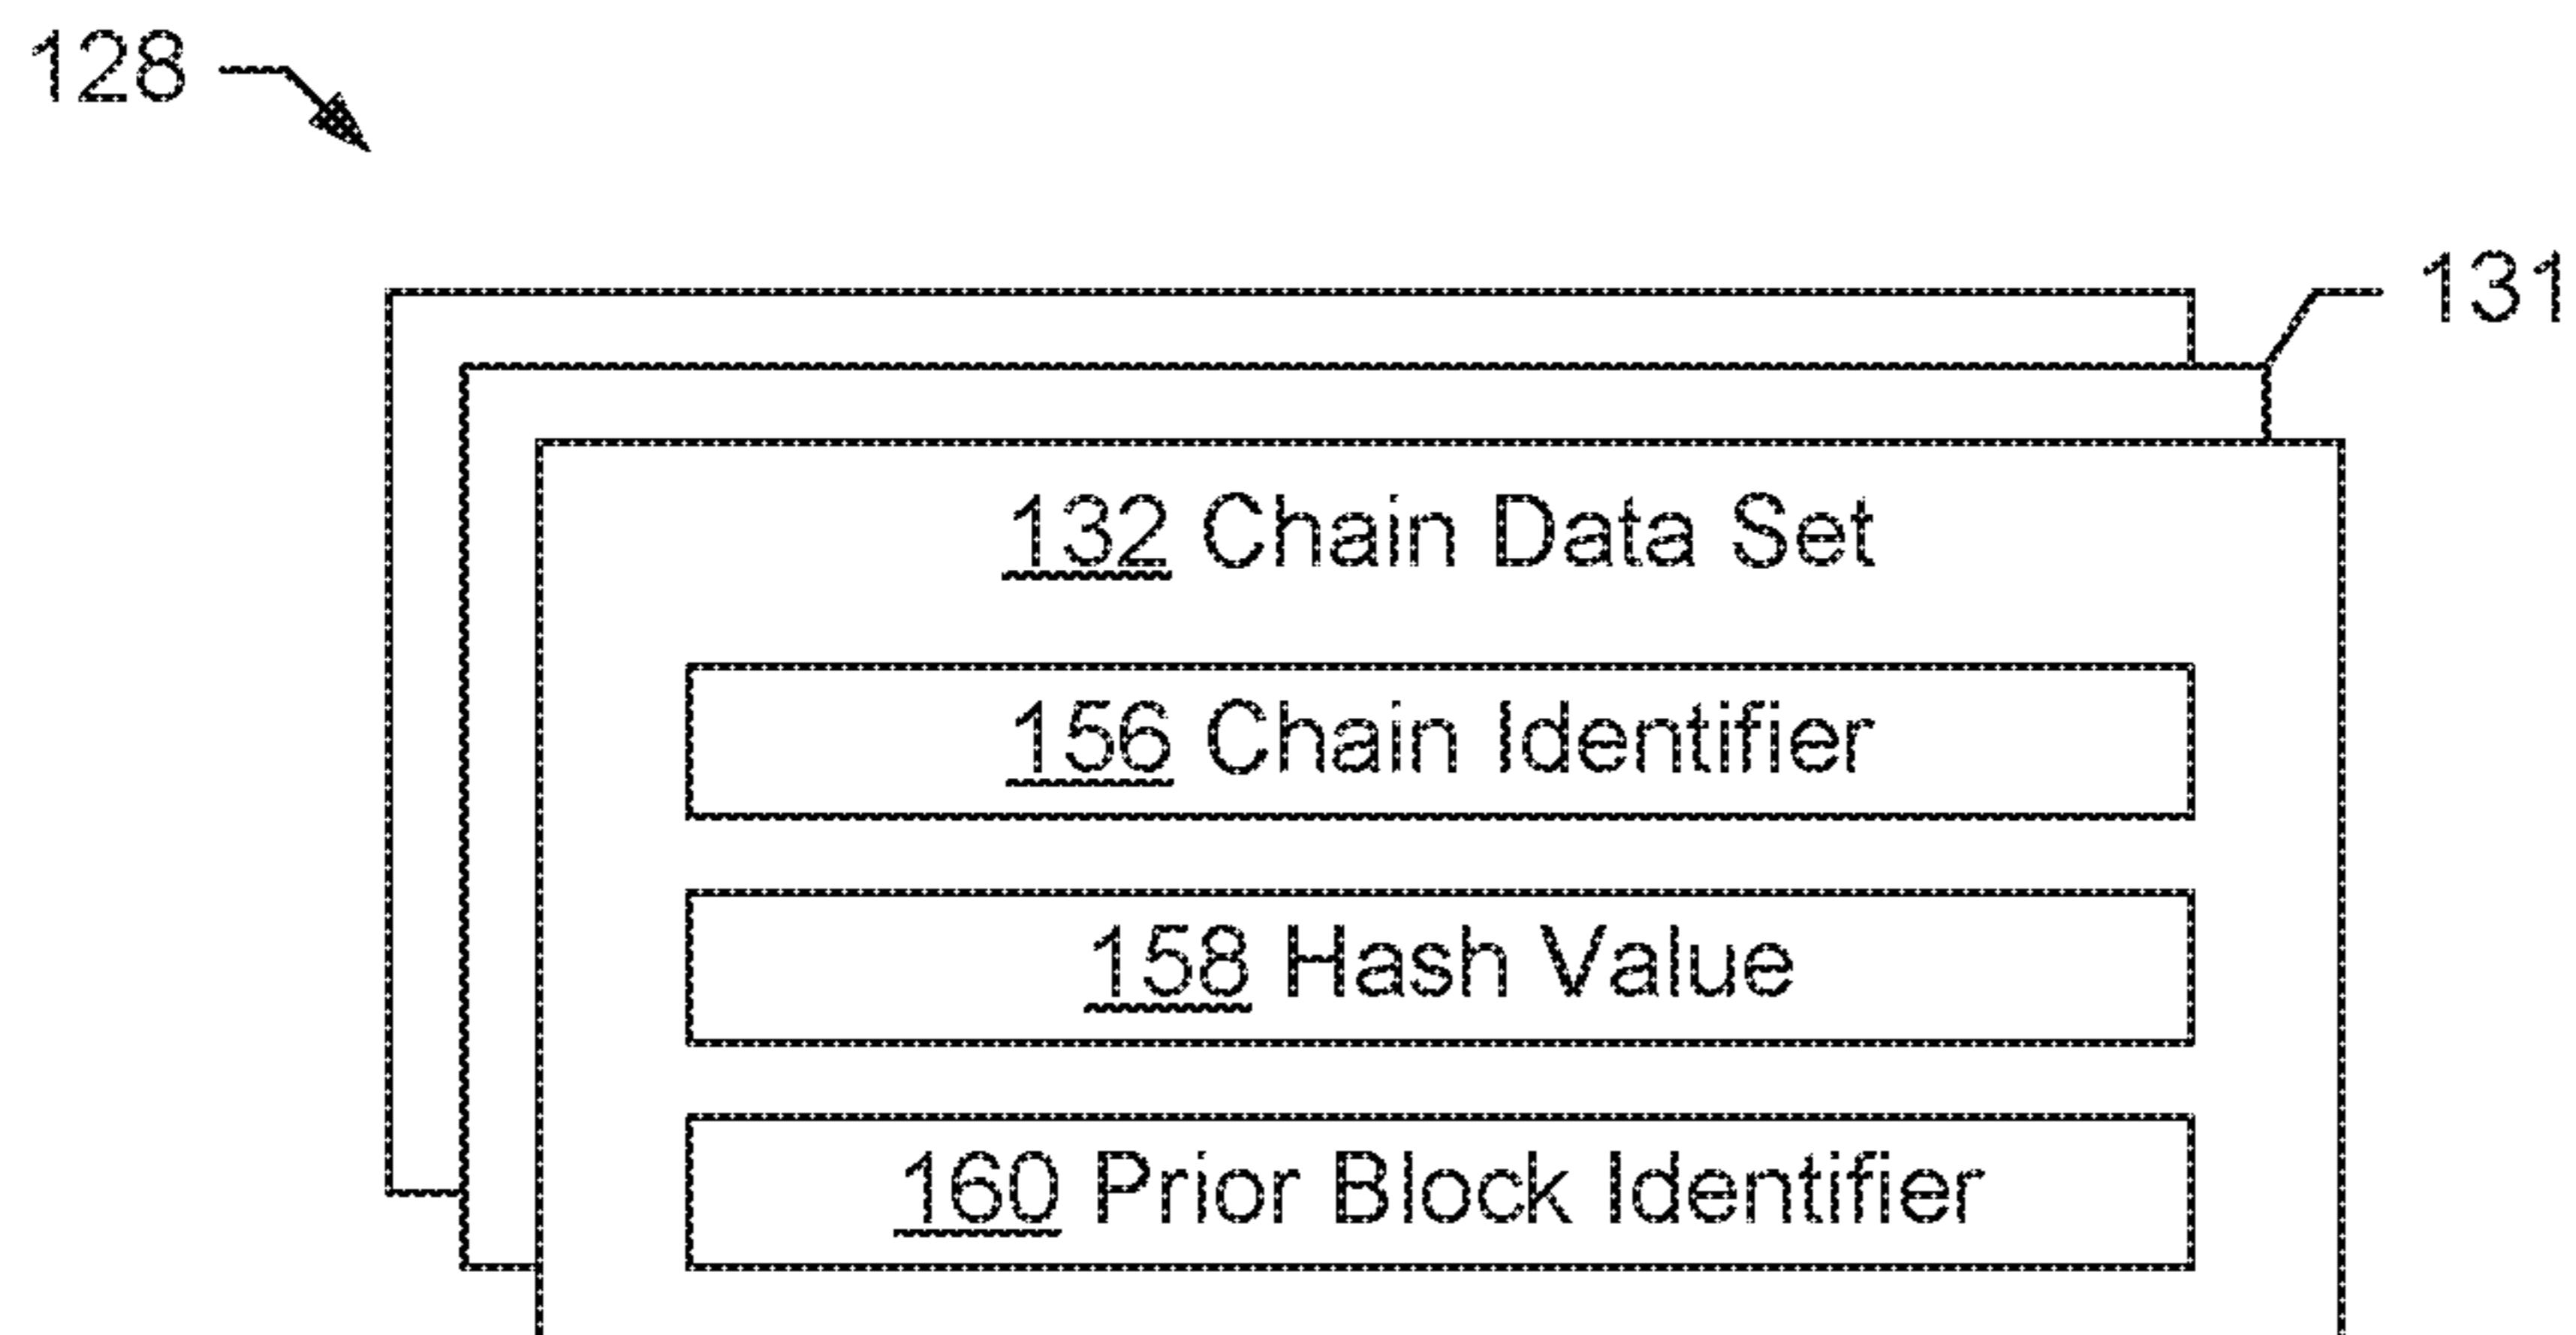 128
131
132 Chain Data Set
156 Chain Identifier
158 Hash Value
160 Prior Block Identifier